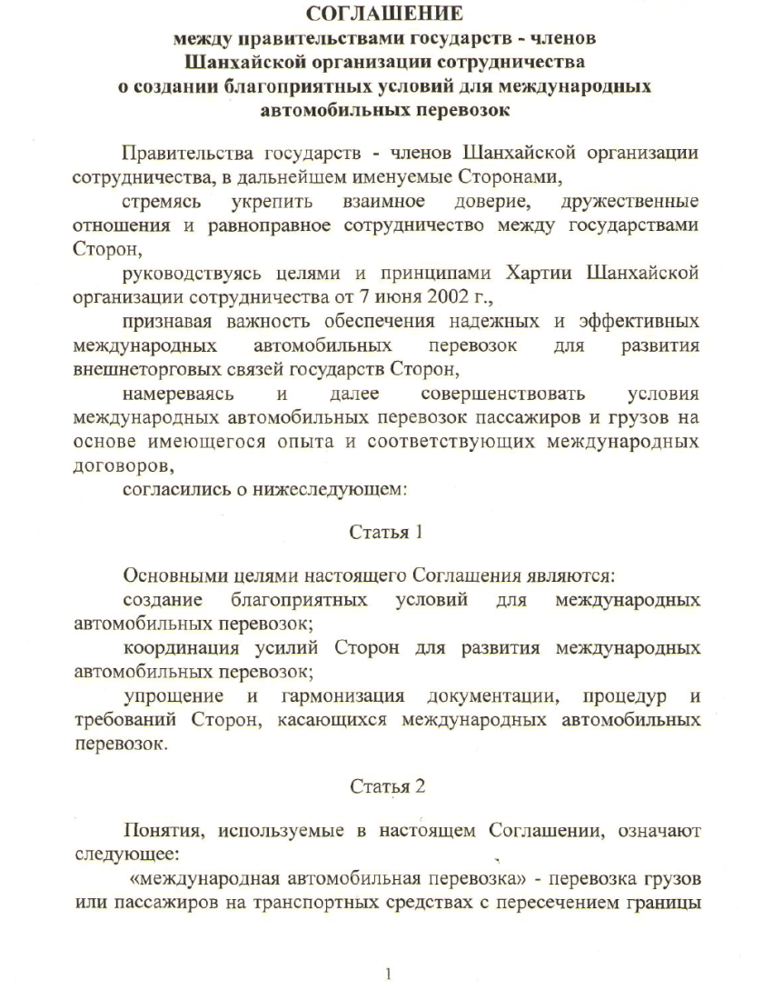 СОГЛАШЕНИЕ
между правительствами государств - членов
Шанхайской организации сотрудничества
о создании благоприятных условий для международных
автомобильных перевозок
Правительства государств - членов Шанхайской организации
сотрудничества, в дальнейшем именуемые Сторонами,
стремясь укрепить взаимное доверие, дружественные
отношения и равноправное сотрудничество между государствами
Сторон,
руководствуясь целями и принципами Хартии Шанхайской
организации сотрудничества от 7 июня 2002 г.,
признавая важность обеспечения надежных и эффективных
международных автомобильных перевозок для развития
внешнеторговых связей государств Сторон,
намереваясь и далее совершенствовать условия
международных автомобильных перевозок пассажиров и грузов на
основе имеющегося опыта и соответствующих международных
договоров,
согласились о нижеследующем:
Статья 1
Основными целями настоящего Соглашения являются:
создание благоприятных условий для международных
автомобильных перевозок;
координация усилий Сторон для развития международных
автомобильных перевозок;
упрощение и гармонизация документации, процедур и
требований Сторон, касающихся международных автомобильных
перевозок.
Статья 2
Понятия, используемые в настоящем Соглашении, означают
следующее:
«международная автомобильная перевозка» - перевозка грузов
или пассажиров на транспортных средствах с пересечением границы
1